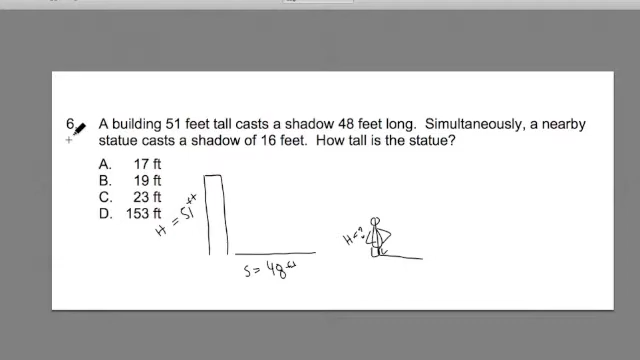 6. A building 51 feet tall casts a shadow 48 feet long. Simultaneously, a nearby
statue casts a shadow of 16 feet. How tall is the statue?
A. 17 ft
B. 19 ft
C. 23 ft
D. 153 ft
H = 51 ft
S = 48 ft
H = ?